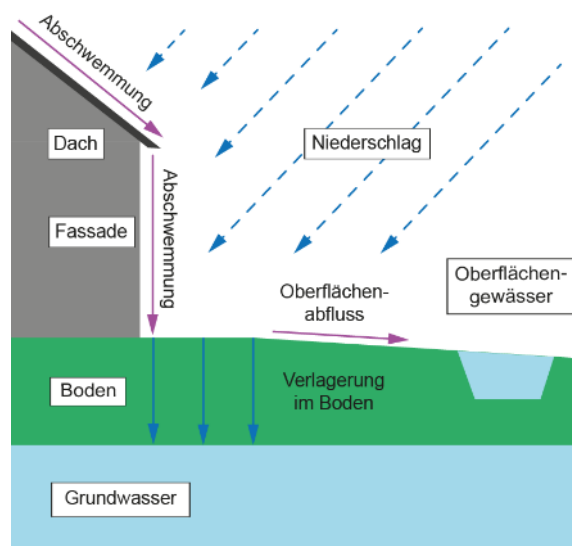 Abschwemmung
Dach
Niederschlag
Abschwemmung
Fassade
Oberflächen-
gewässer
Oberflächen-
abfluss
Boden
Verlagerung
im Boden
Grundwasser